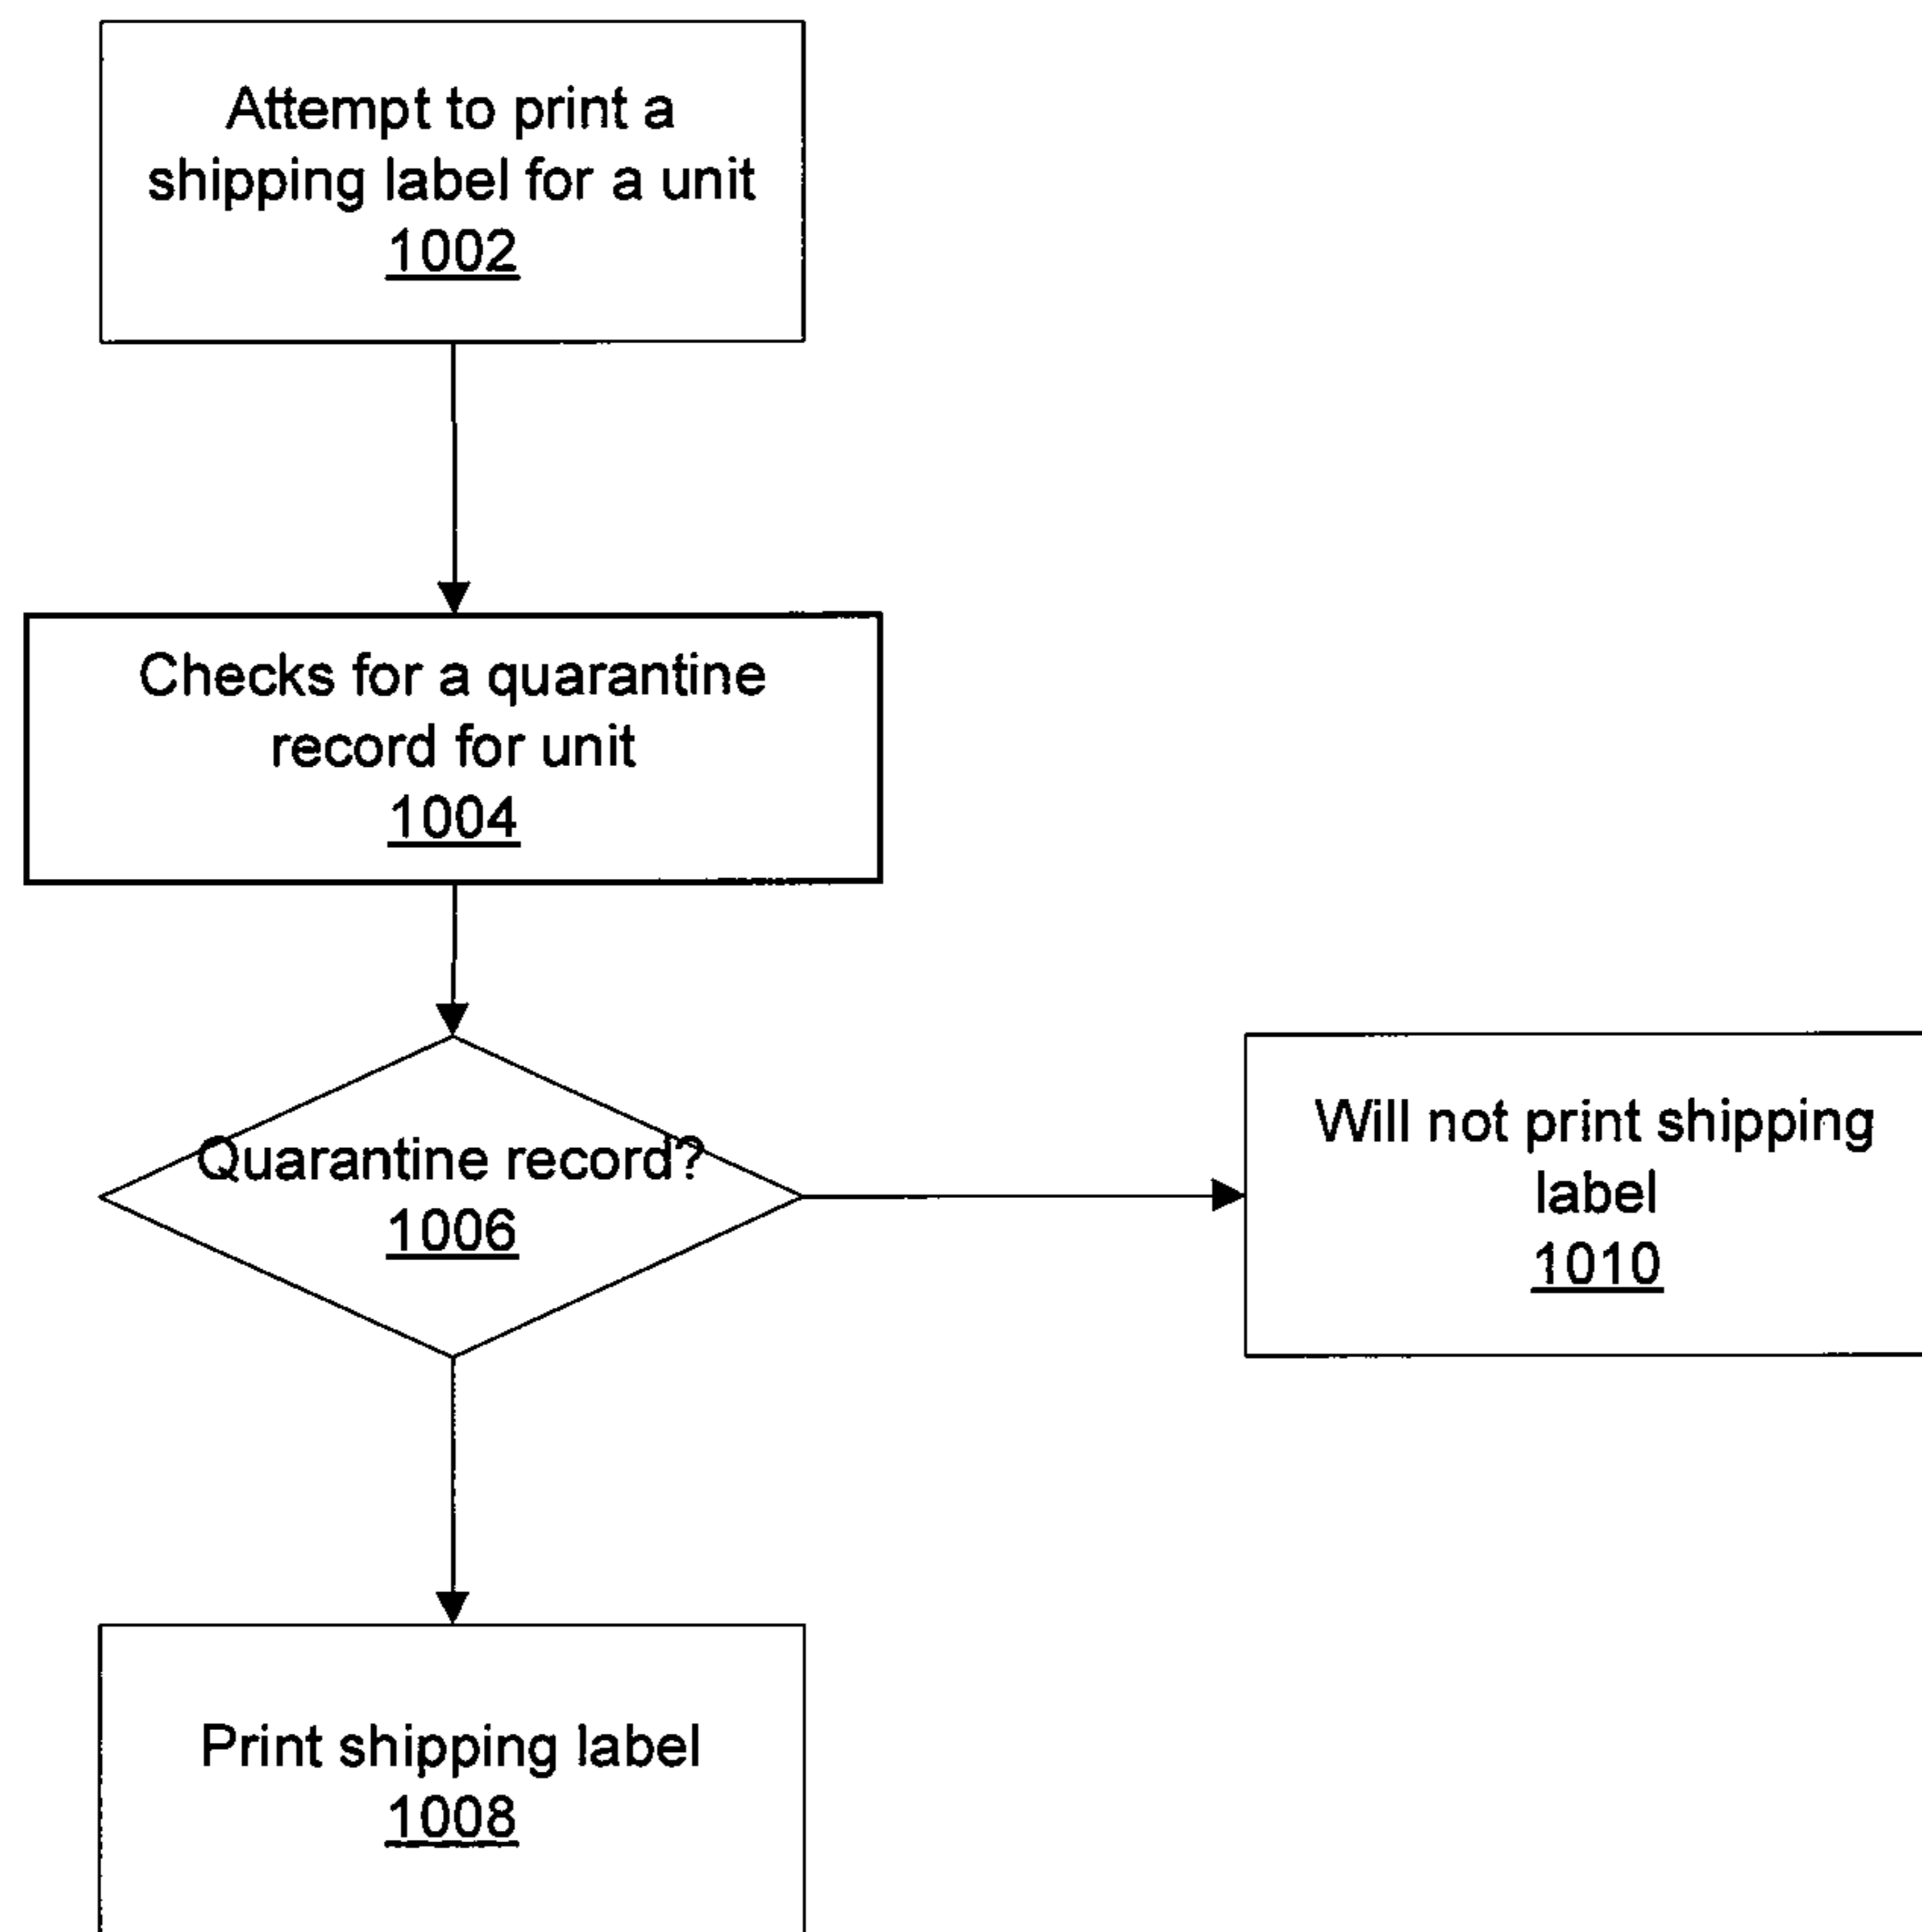 Attempt to print a
shipping label for a unit
1002
Checks for a quarantine
record for unit
1004
Quarantine record?
1006
Will not print shipping
label
1010
Print shipping label
1008